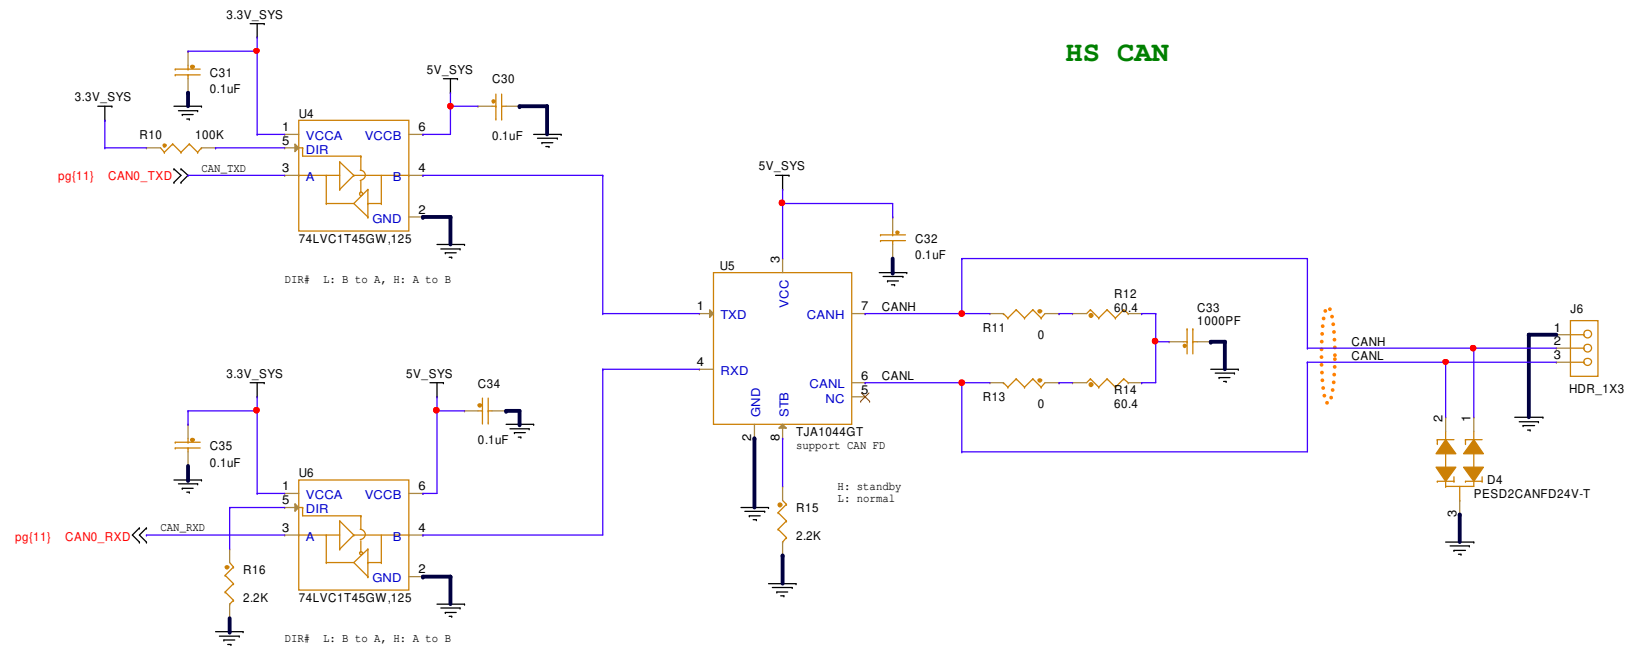 HS CAN
3.3V_SYS
C31
0.1uF
3.3V_SYS
R10
100K
pg{11} CAN0_TXD
CAN_TXD
U4
1
5
3
VCCA
DIR
A
VCCB
B
GND
6
4
2
74LVC1T45GW,125
DIR# L: B to A, H: A to B
5V_SYS
C30
0.1uF
5V_SYS
C32
0.1uF
U5
1
TXD
4
RXD
3
VCC
CANH
7
CANH
CANL
6
CANL
NC
5
GND
2
STB
8
TJA1044GT
support CAN FD
H: standby
L: normal
R15
2.2K
R11
0
R12
60.4
R13
0
R14
60.4
C33
1000PF
CANH
CANL
J6
1
2
3
HDR_1X3
2
1
D4
PESD2CANFD24V-T
3
3.3V_SYS
C35
0.1uF
5V_SYS
C34
0.1uF
pg{11} CAN0_RXD
CAN_RXD
R16
2.2K
U6
1
5
3
VCCA
DIR
A
VCCB
B
GND
6
4
2
74LVC1T45GW,125
DIR# L: B to A, H: A to B